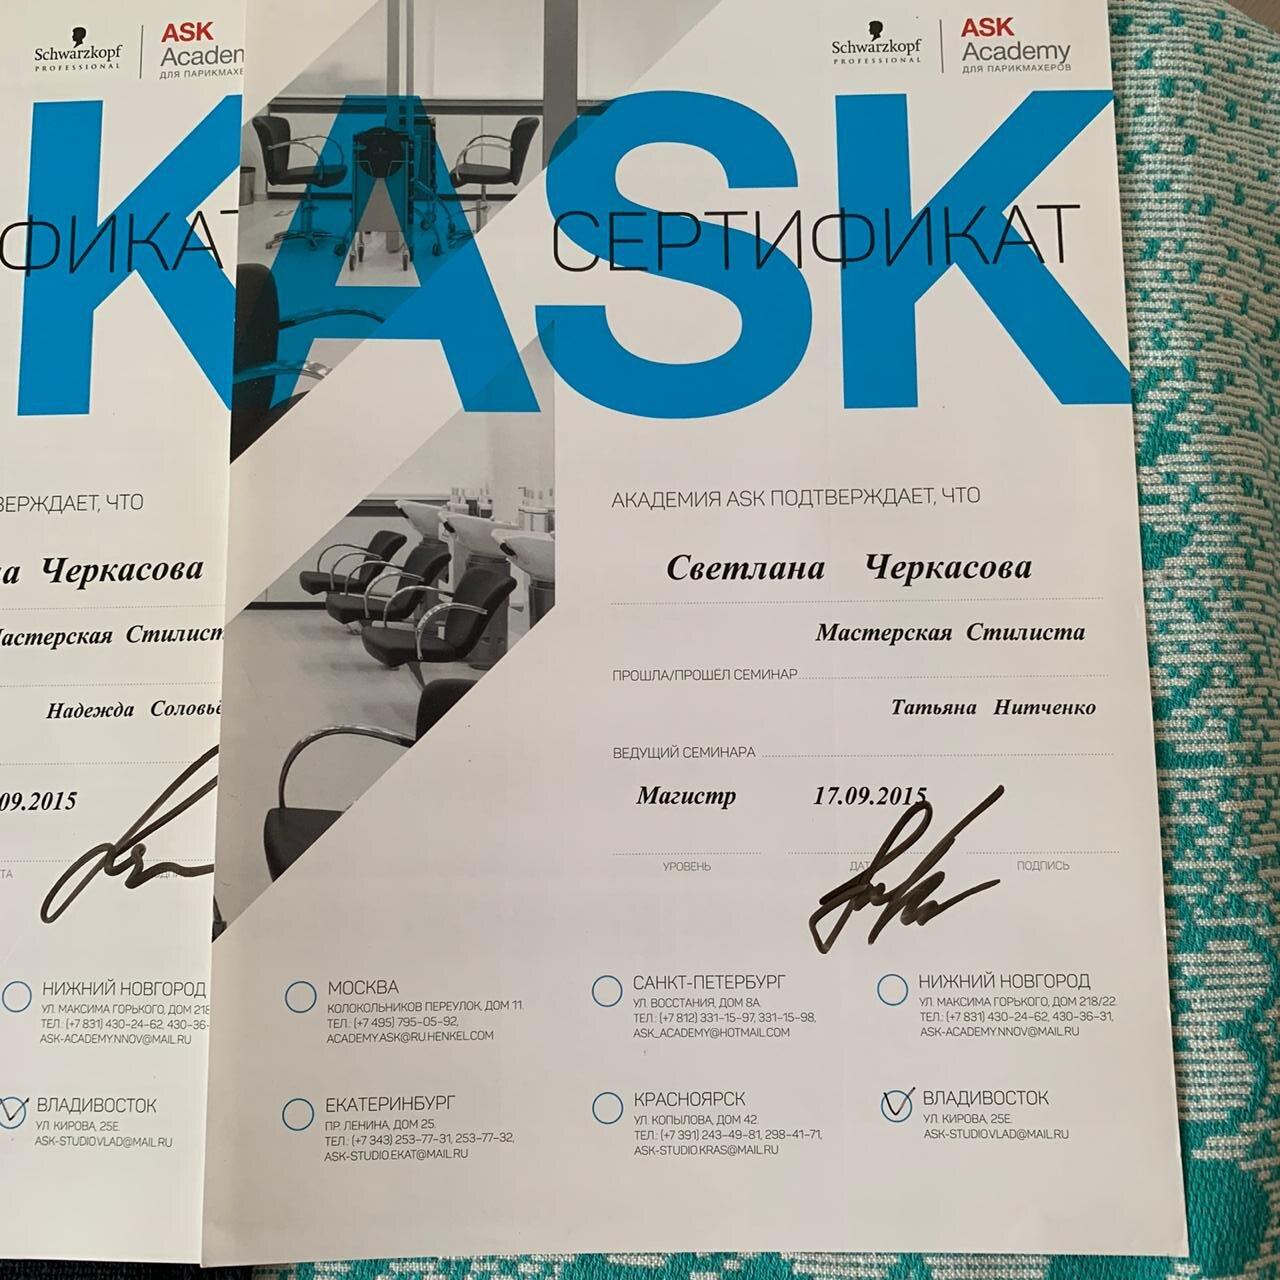 Schwarzkopf
PROFESSIONAL
ASK
Academy
ДЛЯ ПАРИКМАХЕРОВ
ASK
СЕРТИФИКАТ
АКАДЕМИЯ ASK ПОДТВЕРЖДАЕТ, ЧТО
Светлана Черкасова
Мастерская Стилиста
ПРОШЛА/ПРОШЁЛ СЕМИНАР
Татьяна Нитченко
ВЕДУЩИЙ СЕМИНАРА
Магистр 17.09.2015
УРОВЕНЬ ДАТ ПОДПИСЬ
МОСКВА
КОЛОКОЛЬНИКОВ ПЕРЕУЛОК, ДОМ 11.
ТЕЛ.: (+7 495) 795-05-92,
ACADEMY.ASK@RU.HENKEL.COM
САНКТ-ПЕТЕРБУРГ
УЛ. ВОССТАНИЯ, ДОМ 8А.
ТЕЛ.: (+7 812) 331-15-97, 331-15-98,
ASK_ACADEMY@HOTMAIL.COM
НИЖНИЙ НОВГОРОД
УЛ. МАКСИМА ГОРЬКОГО, ДОМ 218/22.
ТЕЛ.: (+7 831) 430-24-62, 430-36-31,
ASK-ACADEMY.NNOV@MAIL.RU
ЕКАТЕРИНБУРГ
ПР. ЛЕНИНА, ДОМ 25.
ТЕЛ.: (+7 343) 253-77-31, 253-77-32,
ASK-STUDIO.EKAT@MAIL.RU
КРАСНОЯРСК
УЛ. КОПЫЛОВА, ДОМ 42.
ТЕЛ.: (+7 391) 243-49-81, 298-41-71,
ASK-STUDIO.KRAS@MAIL.RU
ВЛАДИВОСТОК
УЛ. КИРОВА, 25Е.
ASK-STUDIO.VLAD@MAIL.RU
Schwarzkopf
PROFESSIONAL
ASK
Academ
ДЛЯ ПАРИКМАХЕ
K
ФИКАТ
ВЕРЖДАЕТ, ЧТО
на Черкасова
Мастерская Стилист
Надежда Соловьё
09.2015
ТА
НИЖНИЙ НОВГОРОД
УЛ. МАКСИМА ГОРЬКОГО, ДОМ 218
ТЕЛ.: (+7 831) 430-24-62, 430-36-
ASK-ACADEMY.NNOV@MAIL.RU
ВЛАДИВОСТОК
УЛ. КИРОВА, 25Е.
ASK-STUDIO.VLAD@MAIL.RU